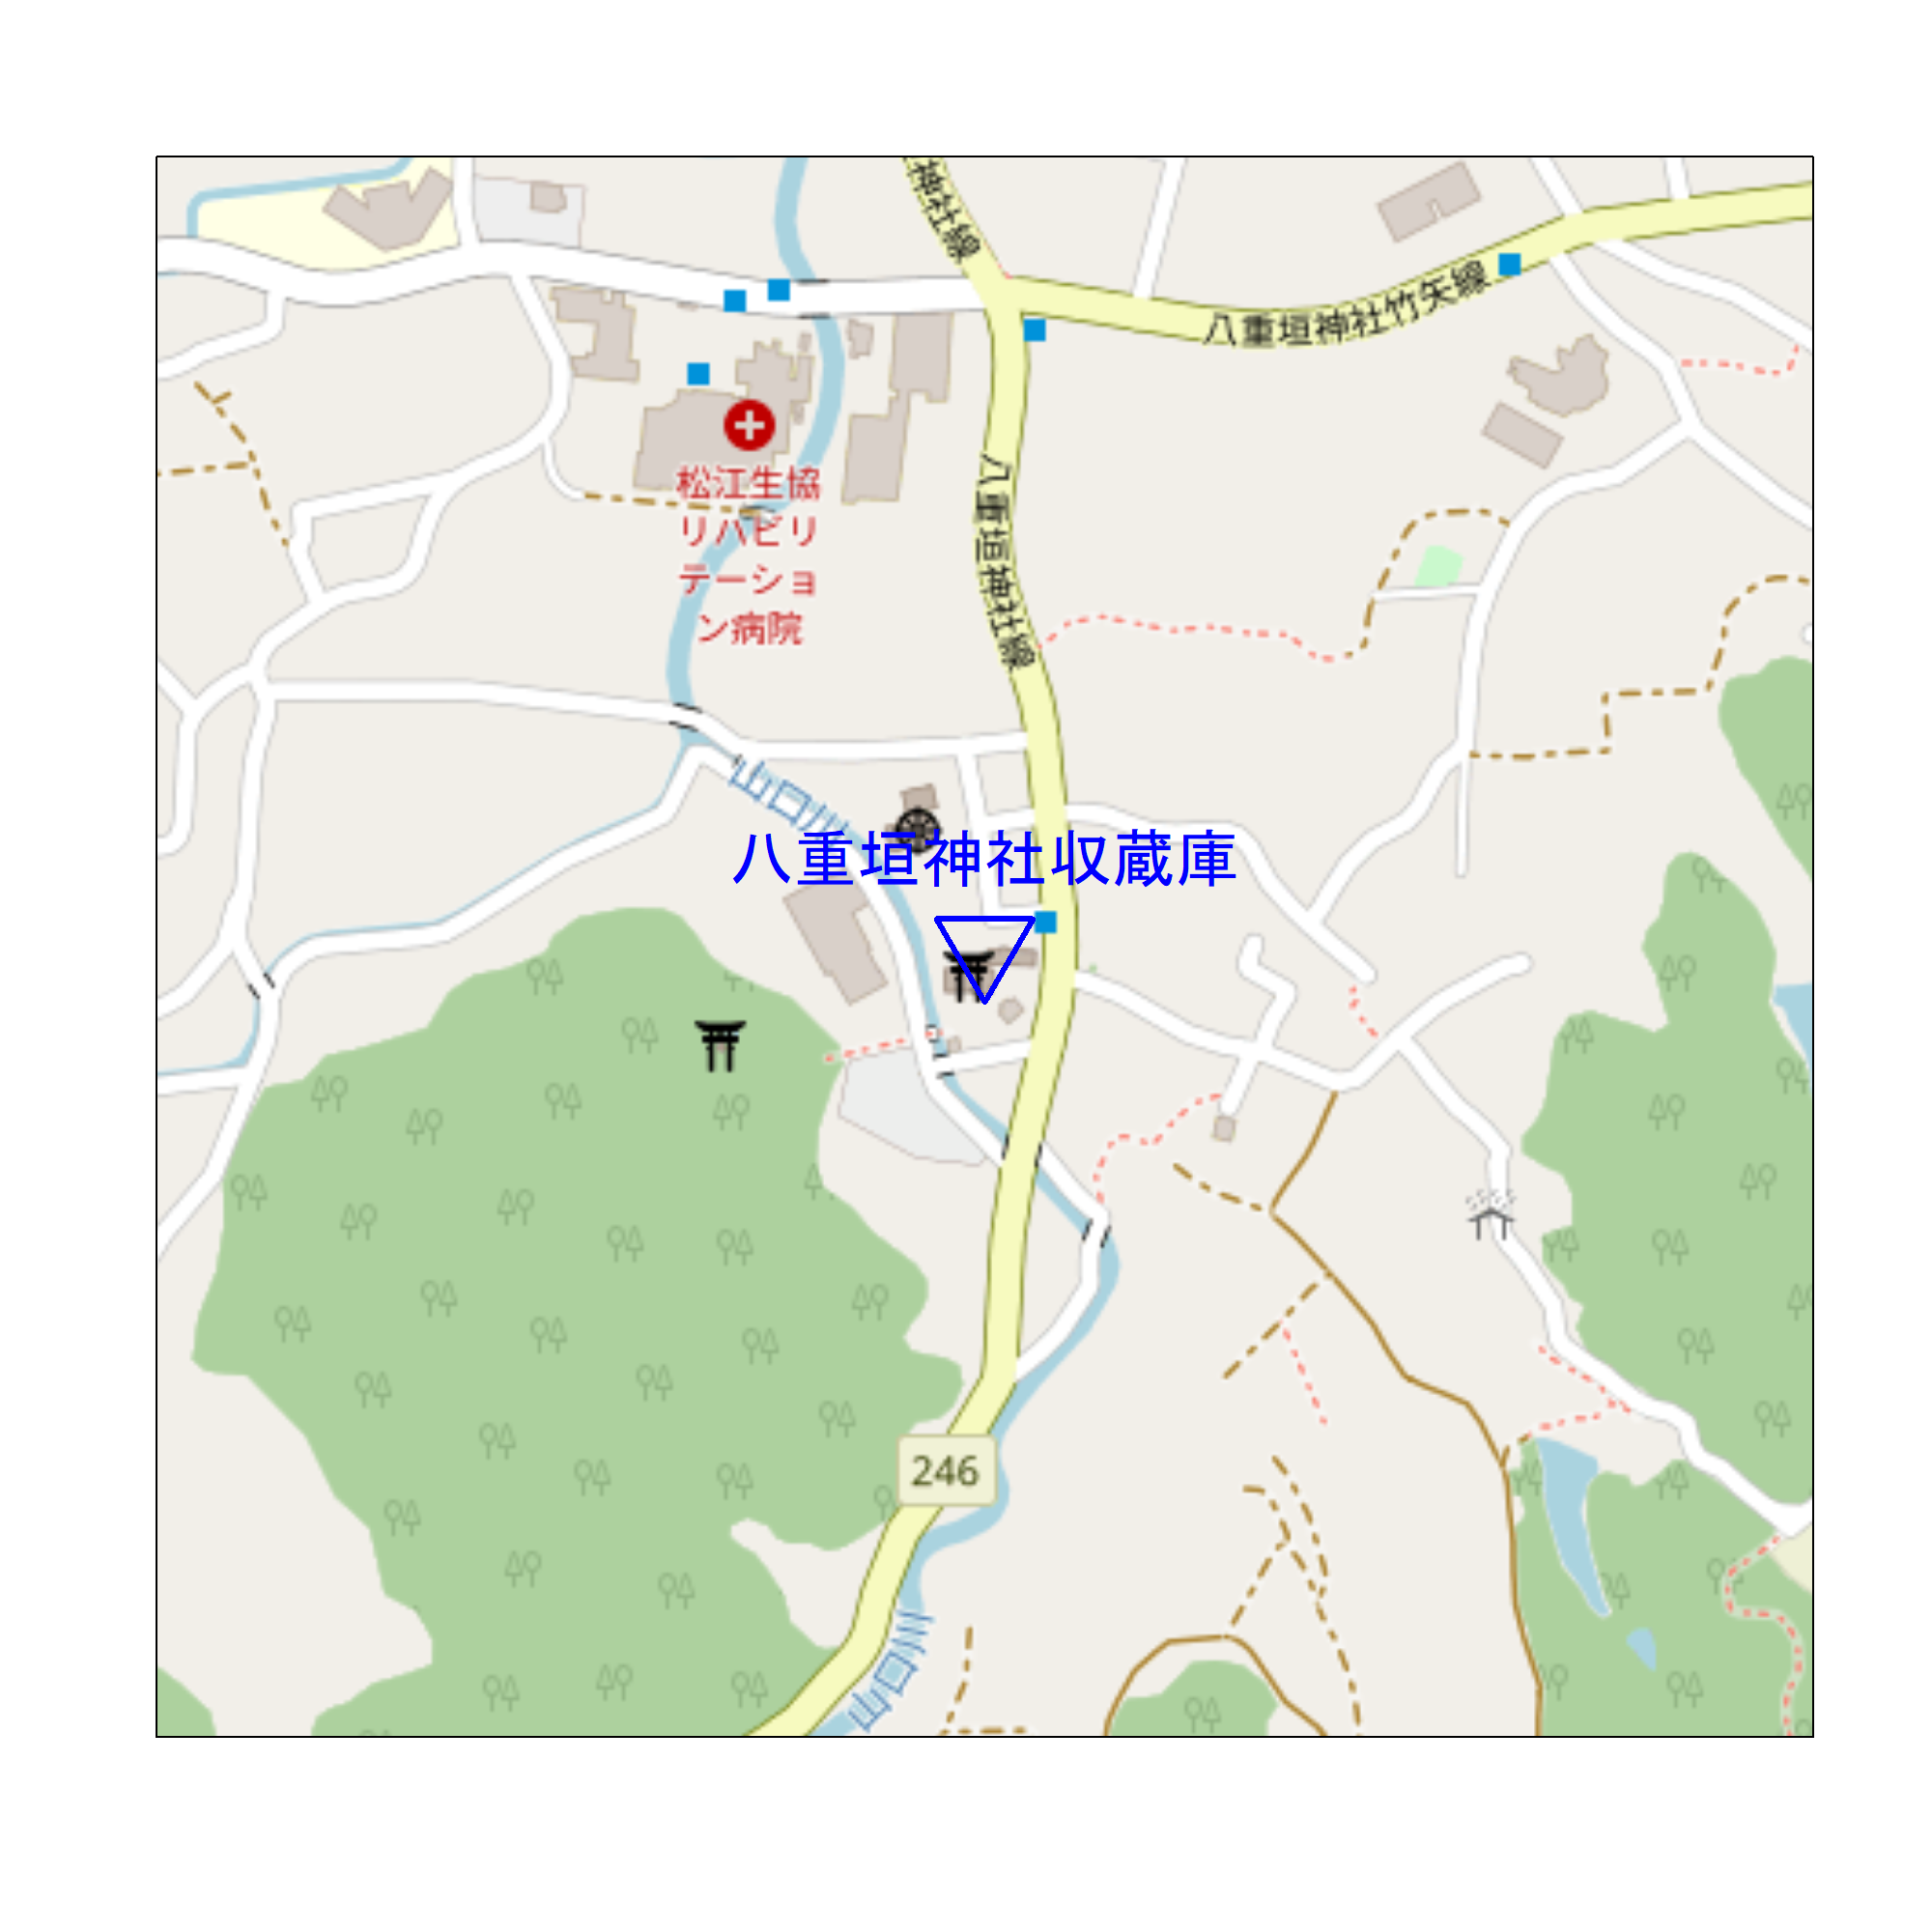 神社線
八重垣神社竹矢線
松江生協
リハビリ
テーショ
ン病院
八重垣神社線
山口川
八重垣神社収蔵庫
246
山口川